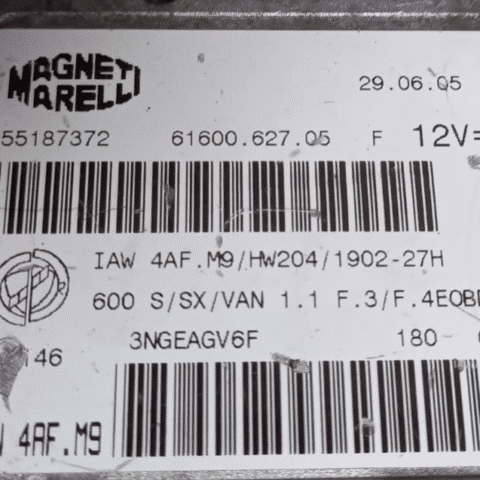 MAGNETI
MARELLI
29.06.05
55187372 61600.627.05 F 12V=
IAW 4AF.M9/HW204/1902-27H
600 S/SX/VAN 1.1 F.3/F.4EOBD
3NGEAGV6F 180-
146
4AF.M9